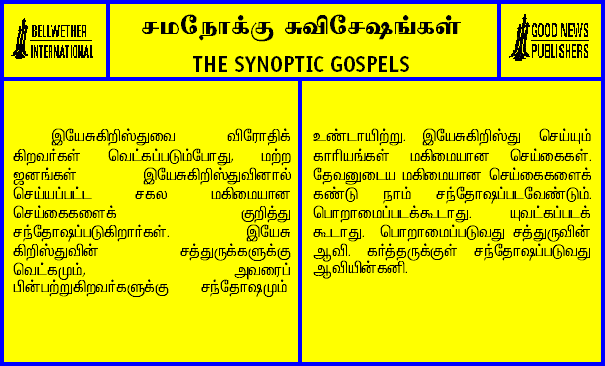 BELLWETHER
INTERNATIONAL
சமநோக்கு சுவிசேஷங்கள்
THE SYNOPTIC GOSPELS
GOOD NEWS
PUBLISHERS
இயேசுகிறிஸ்துவை விரோதிக்
கிறவர்கள் வெட்கப்படும்போது, மற்ற
ஜனங்கள் இயேசுகிறிஸ்துவினால்
செய்யப்பட்ட சகல மகிமையான
செய்கைகளைக் குறித்து
சந்தோஷப்படுகிறார்கள். இயேசு
கிறிஸ்துவின் சத்துருக்களுக்கு
வெட்கமும், அவரைப்
பின்பற்றுகிறவர்களுக்கு சந்தோஷமும்
உண்டாயிற்று. இயேசுகிறிஸ்து செய்யும்
காரியங்கள் மகிமையான செய்கைகள்.
தேவனுடைய மகிமையான செய்கைகளைக்
கண்டு நாம் சந்தோஷப்படவேண்டும்.
பொறாமைப்படக்கூடாது. யுவட்கப்படக்
கூடாது. பொறாமைப்படுவது சத்துருவின்
ஆவி. கர்த்தருக்குள் சந்தோஷப்படுவது
ஆவியின்கனி.